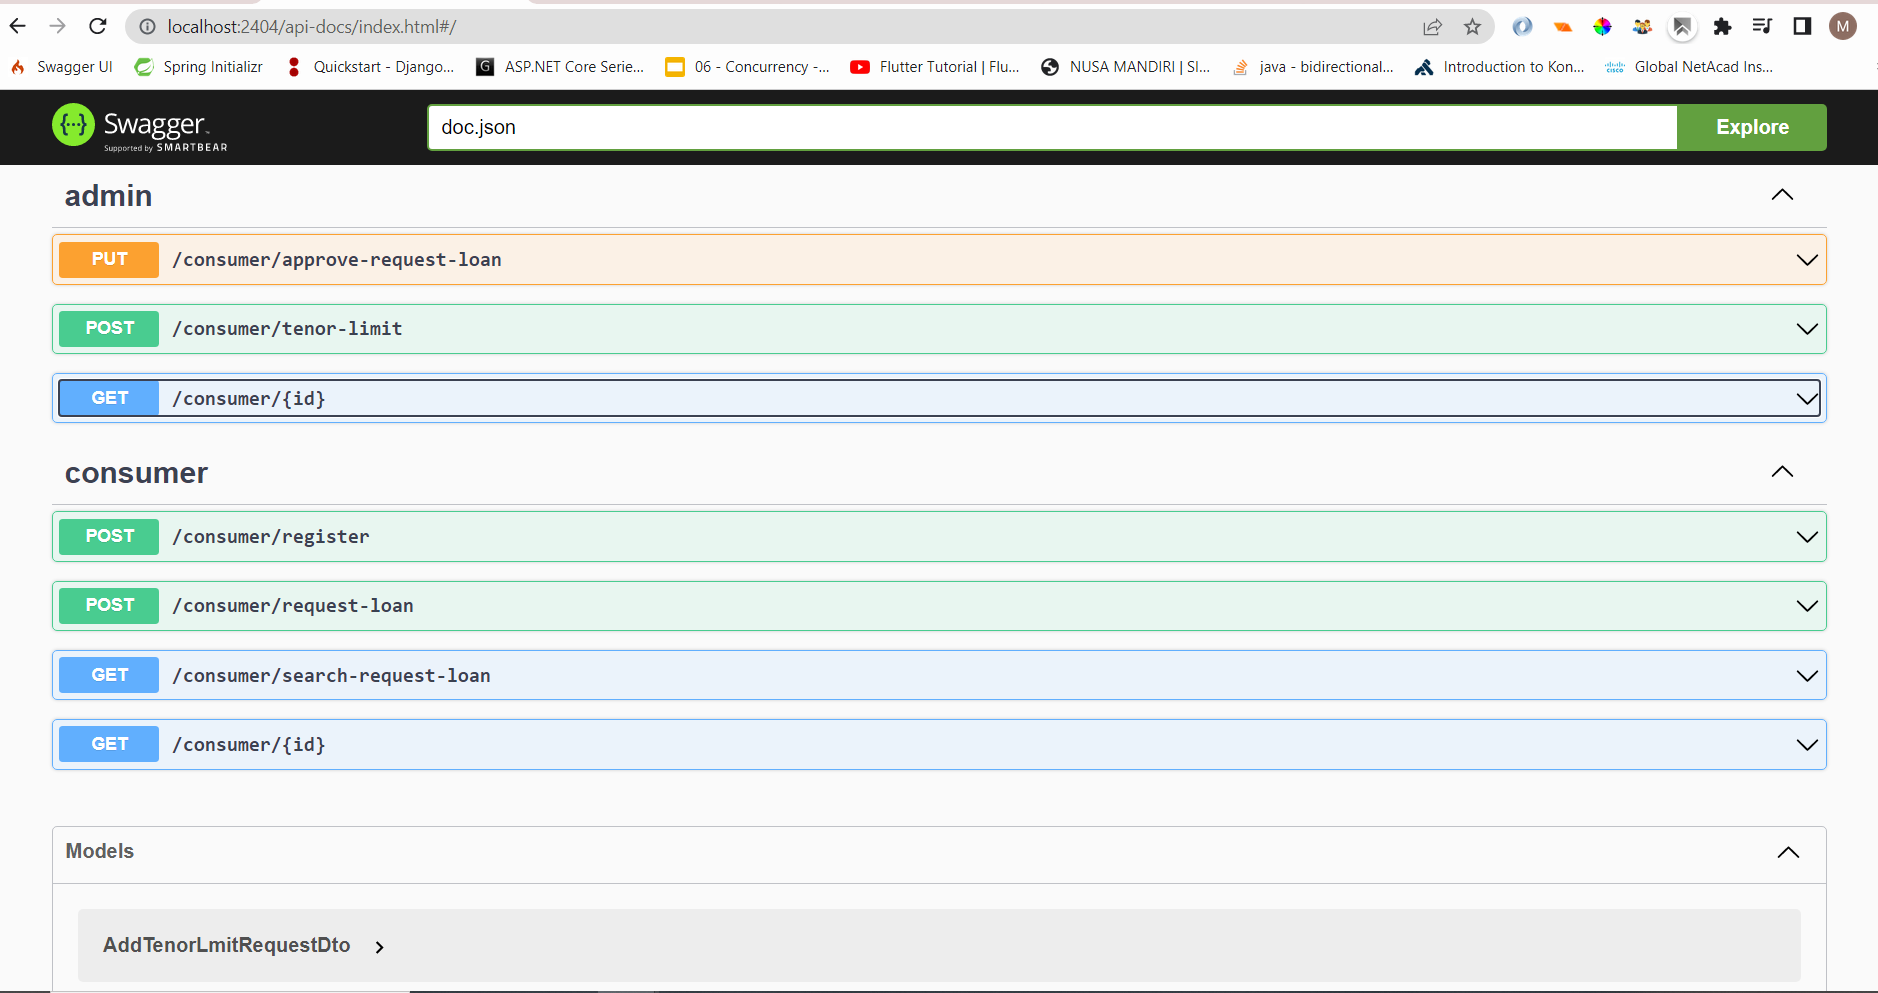 localhost:2404/api-docs/index.html#/
M
Swagger UI
Spring Initializr
Quickstart - Django...
G
ASP.NET Core Serie...
06 - Concurrency -...
Flutter Tutorial | Flu...
NUSA MANDIRI | SI...
java - bidirectional...
Introduction to Kon...
Global NetAcad Ins...
{···} Swagger
Supported by SMARTBEAR
doc.json
Explore
admin
PUT /consumer/approve-request-loan
POST /consumer/tenor-limit
GET /consumer/{id}
consumer
POST /consumer/register
POST /consumer/request-loan
GET /consumer/search-request-loan
GET /consumer/{id}
Models
AddTenorLmitRequestDto